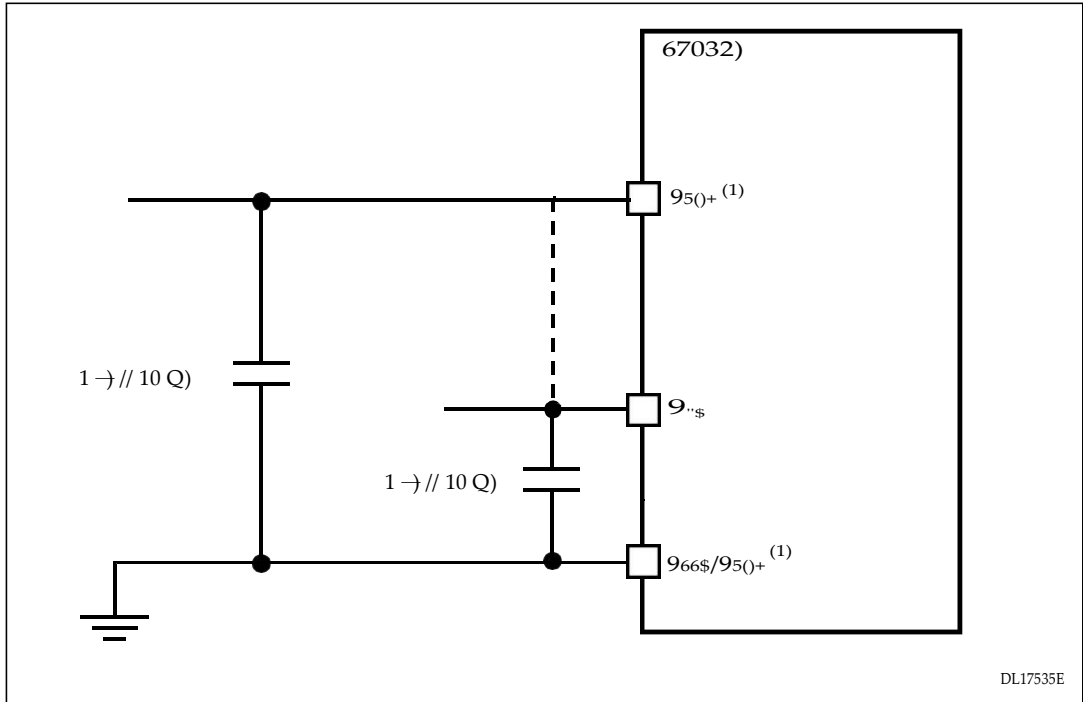 67032)
95()+ (1)
1 →) // 10 Q)
9..$
1 →) // 10 Q)
966$/95()+ (1)
DL17535E